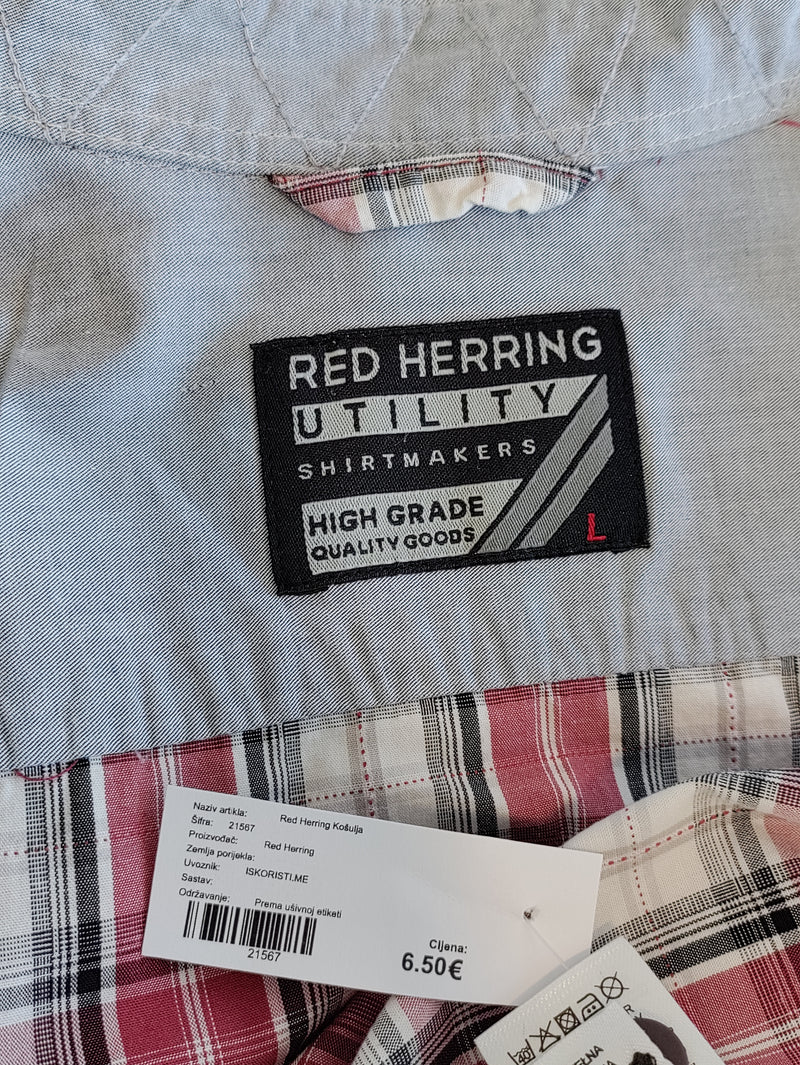 RED HERRING
UTILITY
SHIRTMAKERS
HIGH GRADE
QUALITY GOODS
L
Naziv artikla: Red Herring Košulja
Šifra: 21567
Proizvođač: Red Herring
Zemlja porijekla:
Uvoznik: ISKORISTI.ME
Sastav:
Održavanje: Prema ušivnoj etiketi
21567
Cijena:
6.50€
40°